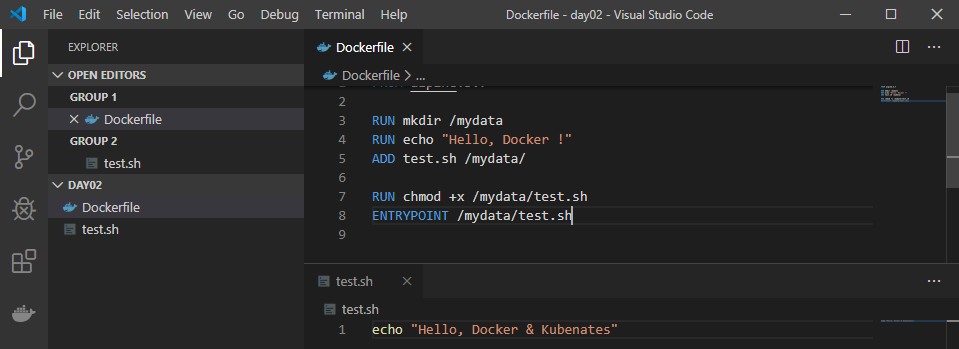 File Edit Selection View Go Debug Terminal Help Dockerfile - day02 - Visual Studio Code
EXPLORER
OPEN EDITORS
GROUP 1
Dockerfile
GROUP 2
test.sh
DAY02
Dockerfile
test.sh
Dockerfile
Dockerfile > ...
2
3 RUN mkdir /mydata
4 RUN echo "Hello, Docker !"
5 ADD test.sh /mydata/
6
7 RUN chmod +x /mydata/test.sh
8 ENTRYPOINT /mydata/test.sh
9
test.sh
test.sh
1 echo "Hello, Docker & Kubenates"